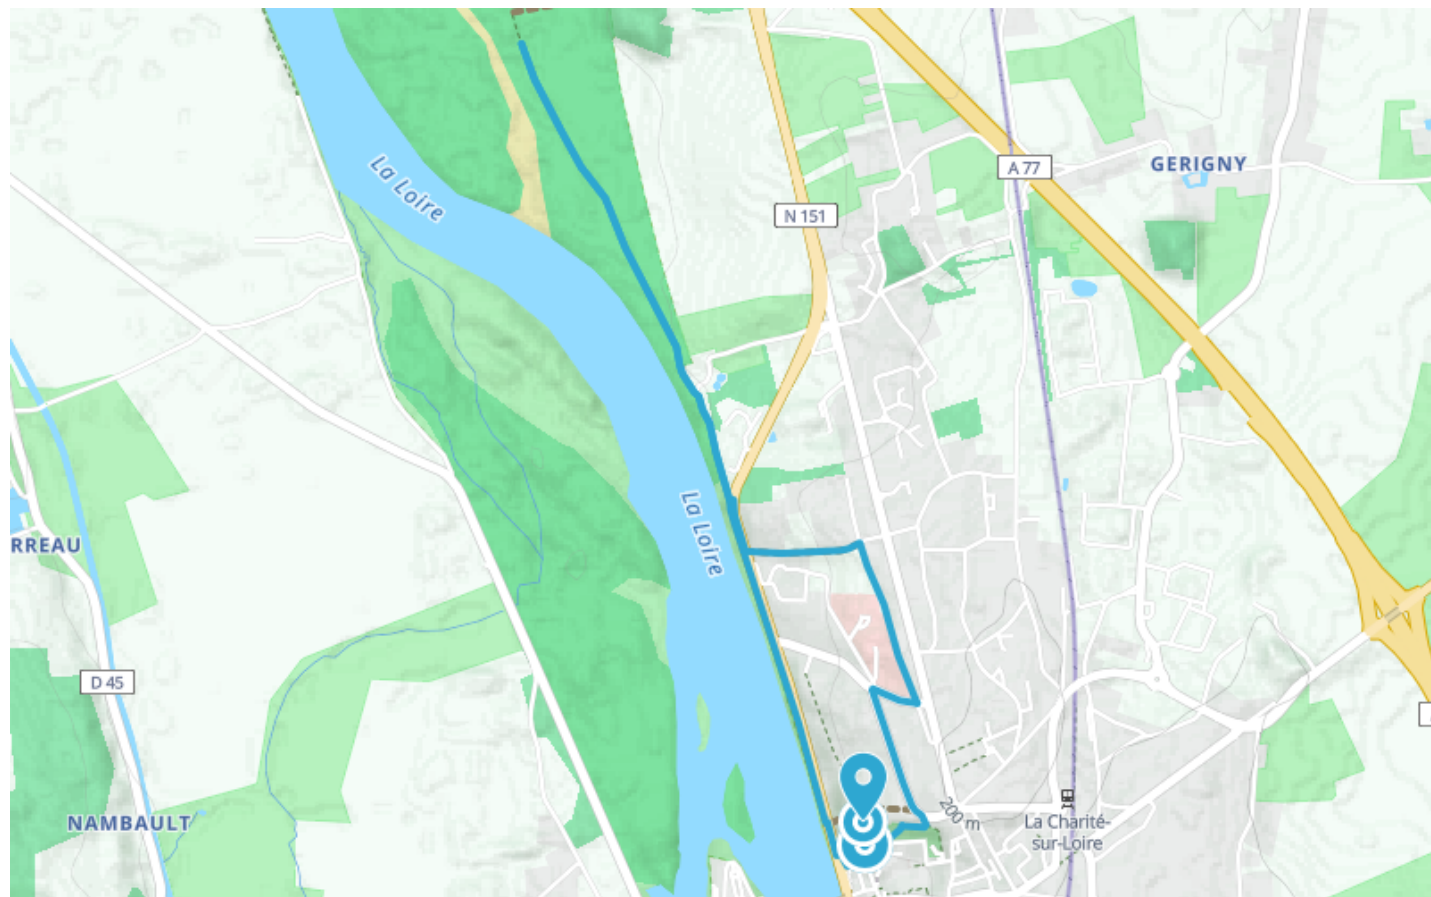 La Loire
GERIGNY
A 77
N 151
La Loire
RREAU
D 45
NAMBAULT
200 m
La Charité-
sur-Loire